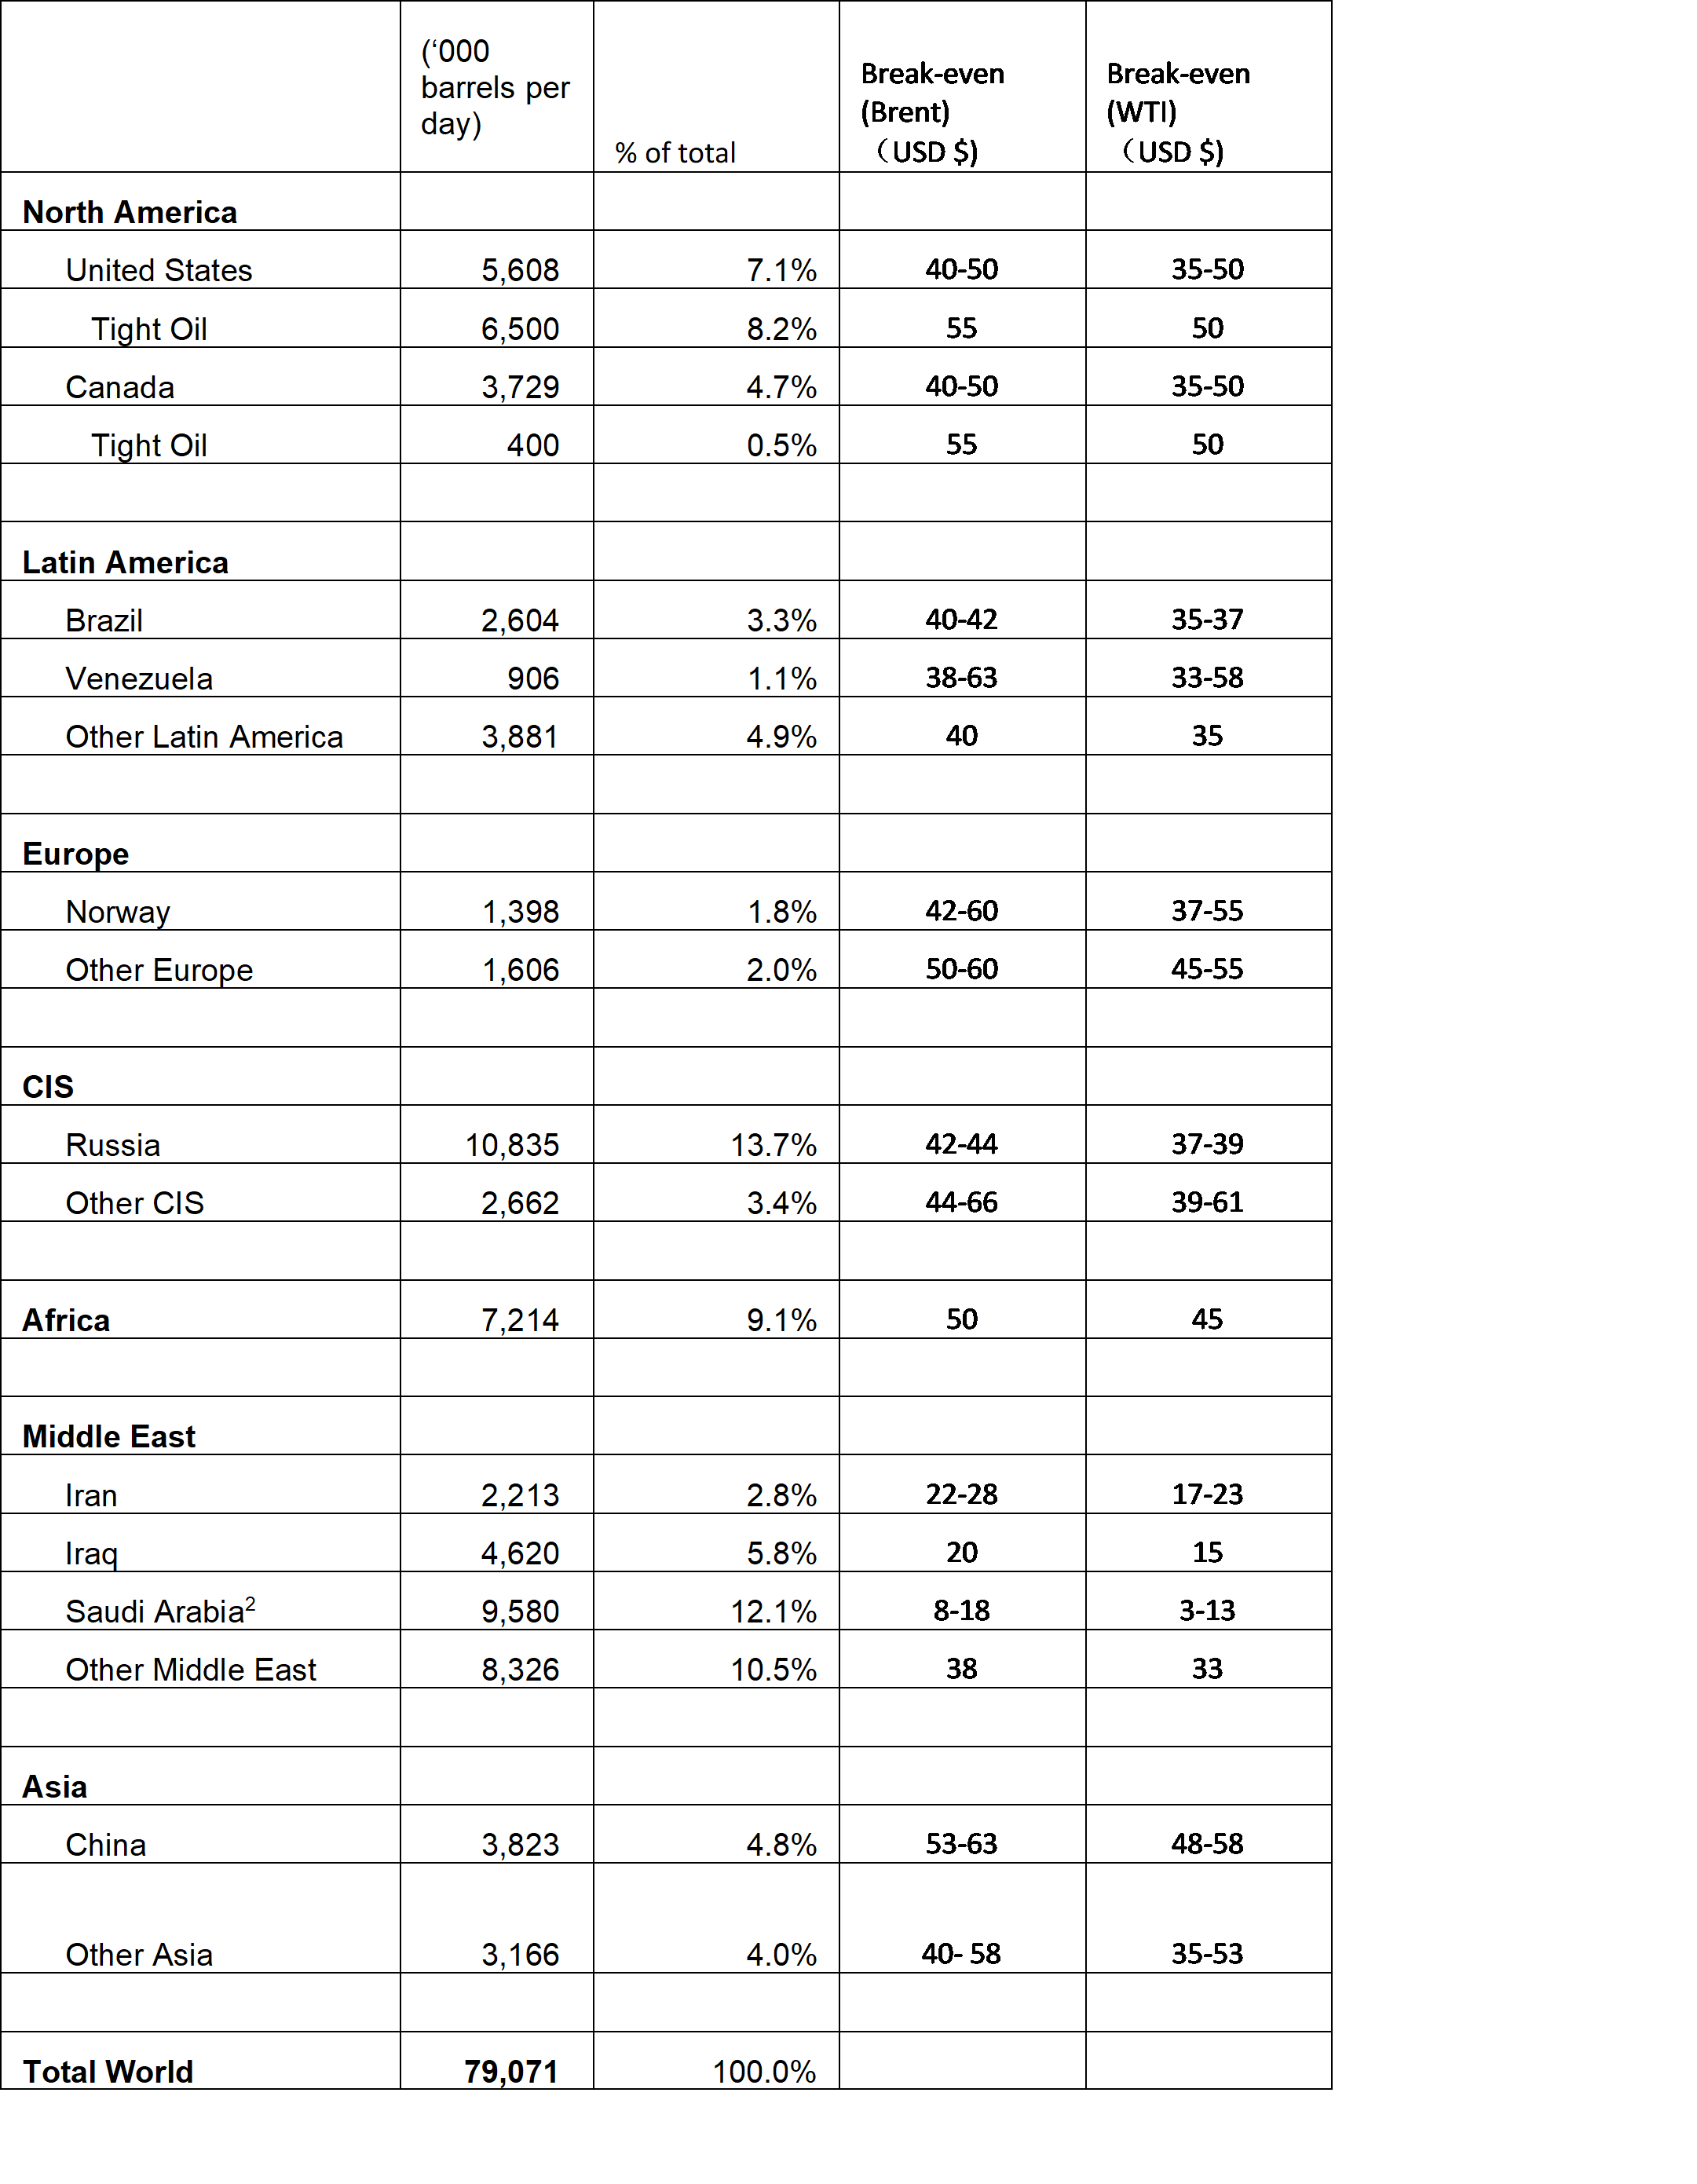 (‘000 barrels per day) % of total Break-even (Brent) （USD $) Break-even (WTI) （USD $)
North America
United States 5,608 7.1% 40-50 35-50
Tight Oil 6,500 8.2% 55 50
Canada 3,729 4.7% 40-50 35-50
Tight Oil 400 0.5% 55 50
Latin America
Brazil 2,604 3.3% 40-42 35-37
Venezuela 906 1.1% 38-63 33-58
Other Latin America 3,881 4.9% 40 35
Europe
Norway 1,398 1.8% 42-60 37-55
Other Europe 1,606 2.0% 50-60 45-55
CIS
Russia 10,835 13.7% 42-44 37-39
Other CIS 2,662 3.4% 44-66 39-61
Africa 7,214 9.1% 50 45
Middle East
Iran 2,213 2.8% 22-28 17-23
Iraq 4,620 5.8% 20 15
Saudi Arabia² 9,580 12.1% 8-18 3-13
Other Middle East 8,326 10.5% 38 33
Asia
China 3,823 4.8% 53-63 48-58
Other Asia 3,166 4.0% 40- 58 35-53
Total World 79,071 100.0%